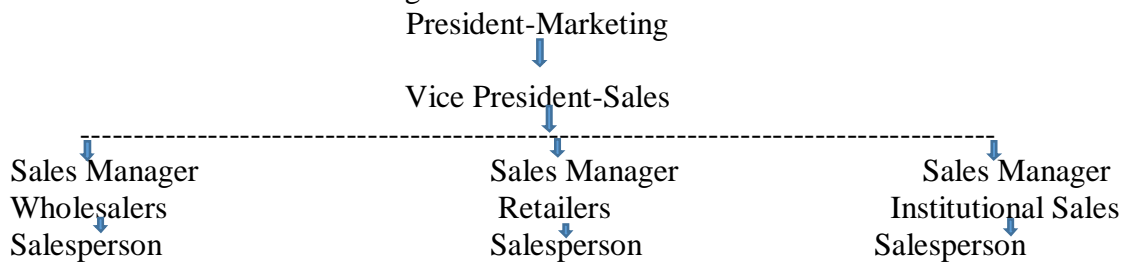 President-Marketing
Vice President-Sales
Sales Manager Sales Manager Sales Manager
Wholesalers Retailers Institutional Sales
Salesperson Salesperson Salesperson